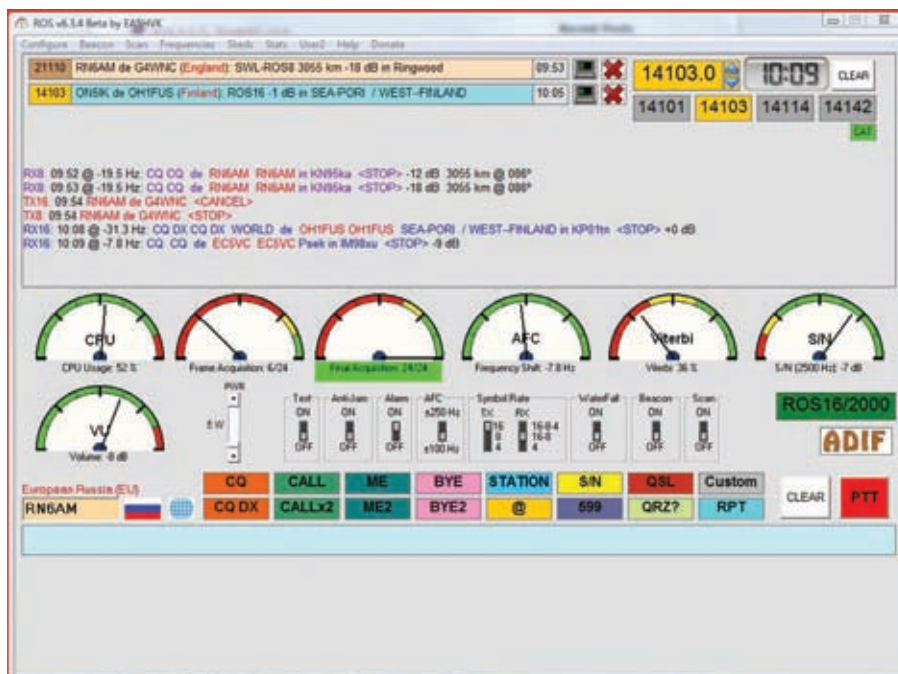 ROS v6.3.4 Beta by EA5HVK
Configure Beacon Scan Frequencies Skeds Stats User2 Help Donate
21110 RN6AM de G4WNC (England): SWL-ROS8 3055 km -18 dB in Ringwood 09:53
14103 ON5IK de OH1FUS (Finland): ROS16 -1 dB in SEA-PORI / WEST--FINLAND 10:05
14103.0 10:09 CLEAR
14101 14103 14114 14142
CAT
RX8: 09:52 @ -19.5 Hz: CQ CQ de RN6AM RN6AM in KN95ka <STOP> -12 dB 3055 km @ 086º
RX8: 09:53 @ -19.5 Hz: CQ CQ de RN6AM RN6AM in KN95ka <STOP> -18 dB 3055 km @ 086º
TX16: 09:54 RN6AM de G4WNC <CANCEL>
TX8: 09:54 RN6AM de G4WNC <STOP>
RX16: 10:08 @ -31.3 Hz: CQ DX CQ DX WORLD de OH1FUS OH1FUS SEA-PORI / WEST--FINLAND in KP01tn <STOP> +0 dB
RX16: 10:09 @ -7.8 Hz: CQ CQ de EC5VC EC5VC Psek in IM98xu <STOP> -9 dB
CPU AFC Viterbi S/N
CPU Usage: 52 % Frame Acquisition: 6/24 Final Acquisition: 24/24 Frequency Shift: -7.8 Hz Viterbi: 36 % S/N (2500 Hz): -7 dB
VU
Volume: -8 dB
PWR
5 W
Text Anti-Jam Alarm AFC Symbol Rate WaterFall Beacon Scan
ON ON ON ±250 Hz TX RX ON ON ON
16 16-8-4
8 16-8
OFF OFF OFF ±100 Hz 4 4 OFF OFF OFF
ROS16/2000
ADIF
European Russia (EU)
RN6AM
CQ CALL ME BYE STATION S/N QSL Custom
CQ DX CALLx2 ME2 BYE2 @ 599 QRZ? RPT
CLEAR PTT